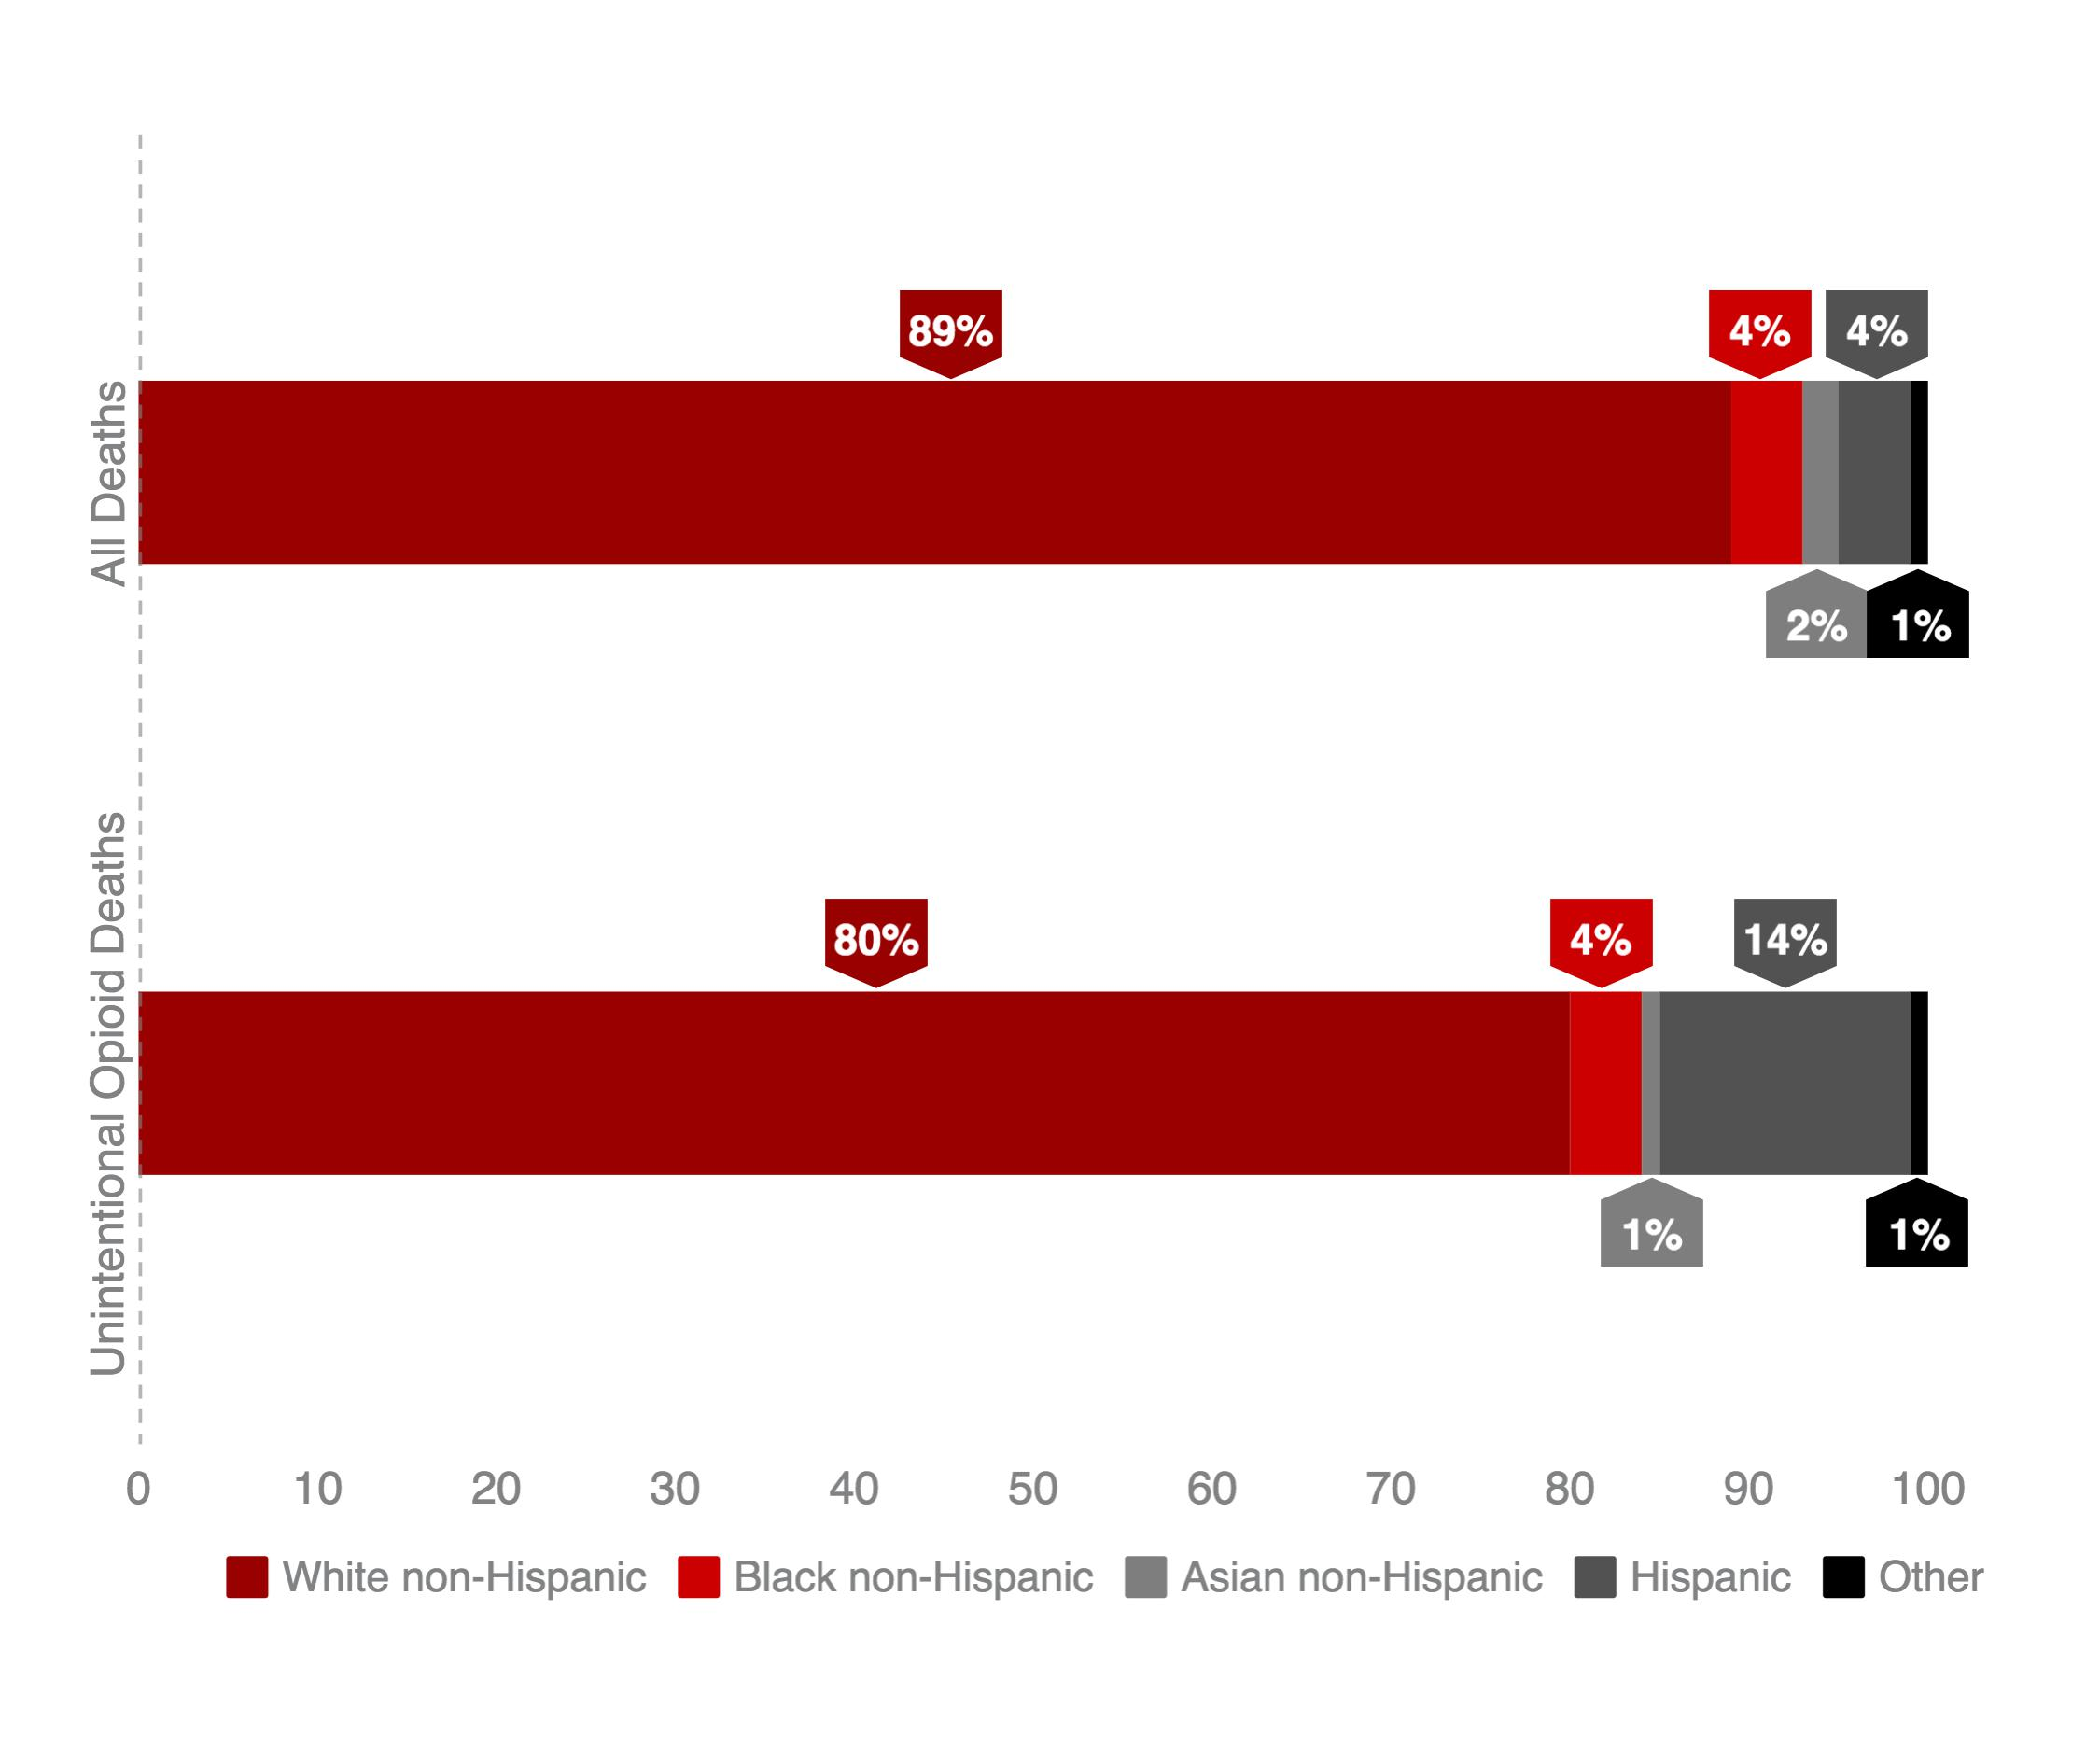 89% 4% 4%
All Deaths
2% 1%
80% 4% 14%
Unintentional Opioid Deaths
1% 1%
0 10 20 30 40 50 60 70 80 90 100
White non-Hispanic Black non-Hispanic Asian non-Hispanic Hispanic Other